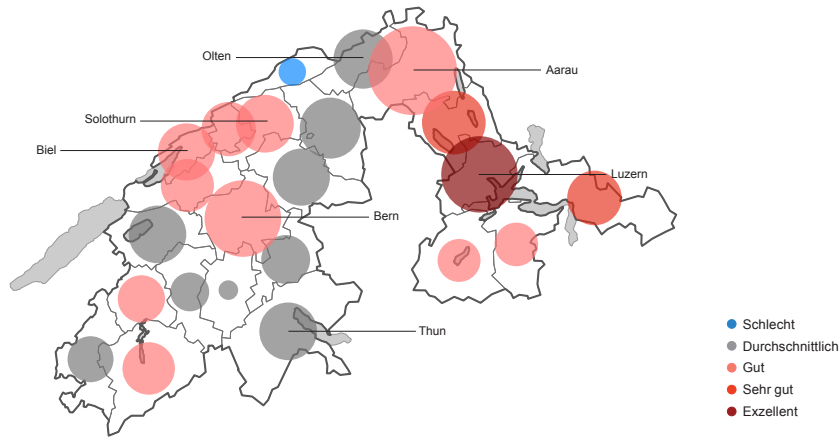 Olten
Aarau
Solothurn
Biel
Luzern
Bern
Thun
Schlecht
Durchschnittlich
Gut
Sehr gut
Exzellent